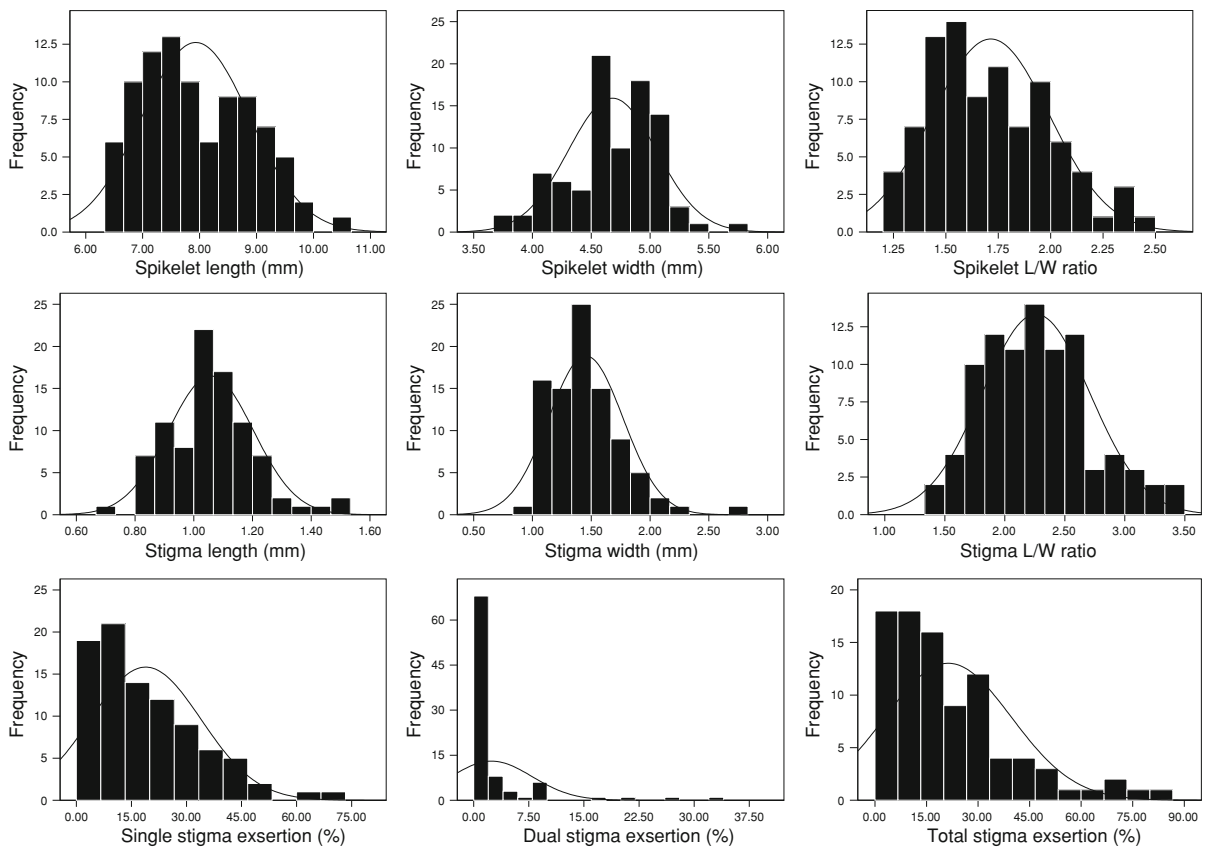 12.5
10.0
7.5
5.0
2.5
0.0
Frequency
6.00 7.00 8.00 9.00 10.00 11.00
Spikelet length (mm)
25
20
15
10
5
0
Frequency
3.50 4.00 4.50 5.00 5.50 6.00
Spikelet width (mm)
12.5
10.0
7.5
5.0
2.5
0.0
Frequency
1.25 1.50 1.75 2.00 2.25 2.50
Spikelet L/W ratio
25
20
15
10
5
0
Frequency
0.60 0.80 1.00 1.20 1.40 1.60
Stigma length (mm)
25
20
15
10
5
0
Frequency
0.50 1.00 1.50 2.00 2.50 3.00
Stigma width (mm)
12.5
10.0
7.5
5.0
2.5
0.0
Frequency
1.00 1.50 2.00 2.50 3.00 3.50
Stigma L/W ratio
25
20
15
10
5
0
Frequency
0.00 15.00 30.00 45.00 60.00 75.00
Single stigma exsertion (%)
60
45
30
15
0
Frequency
0.00 7.50 15.00 22.50 30.00 37.50
Dual stigma exsertion (%)
20
15
10
5
0
Frequency
0.00 15.00 30.00 45.00 60.00 75.00 90.00
Total stigma exsertion (%)